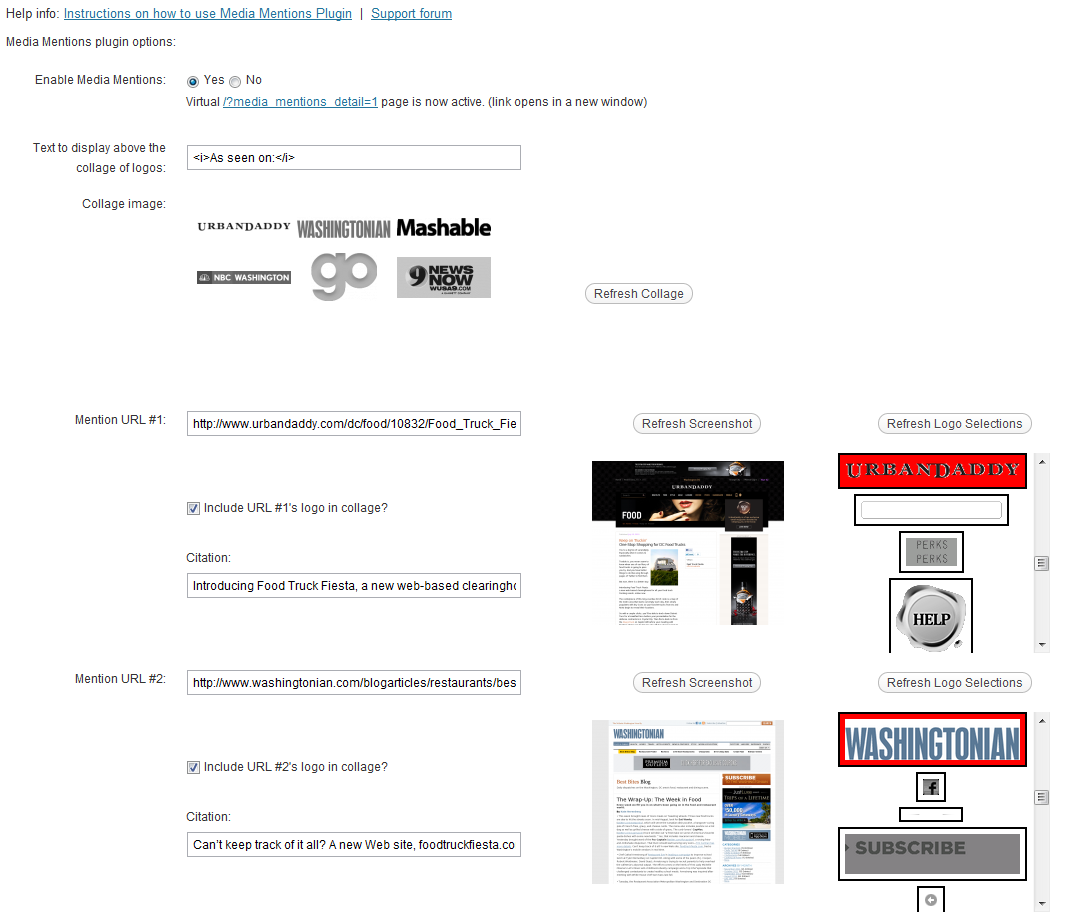 Help info: Instructions on how to use Media Mentions Plugin | Support forum
Media Mentions plugin options:
Enable Media Mentions: Yes No
Virtual /?media_mentions_detail=1 page is now active. (link opens in a new window)
Text to display above the
collage of logos:
<i>As seen on:</i>
Collage image:
URBANDADDY WASHINGTONIAN Mashable
NBC WASHINGTON go 9 NEWS NOW WUSA9.COM
Refresh Collage
Mention URL #1: http://www.urbandaddy.com/dc/food/10832/Food_Truck_Fie
Refresh Screenshot
Refresh Logo Selections
URBANDADDY
FOOD
URBANDADDY
PERKS
PERKS
HELP
Include URL #1's logo in collage?
Citation:
Introducing Food Truck Fiesta, a new web-based clearingho
Mention URL #2: http://www.washingtonian.com/blogarticles/restaurants/bes
Refresh Screenshot
Refresh Logo Selections
WASHINGTONIAN
Best Bites Blog
The Wrap-Up: The Week in Food
SUBSCRIBE
WASHINGTONIAN
f
SUBSCRIBE
Include URL #2's logo in collage?
Citation:
Can't keep track of it all? A new Web site, foodtruckfiesta.co